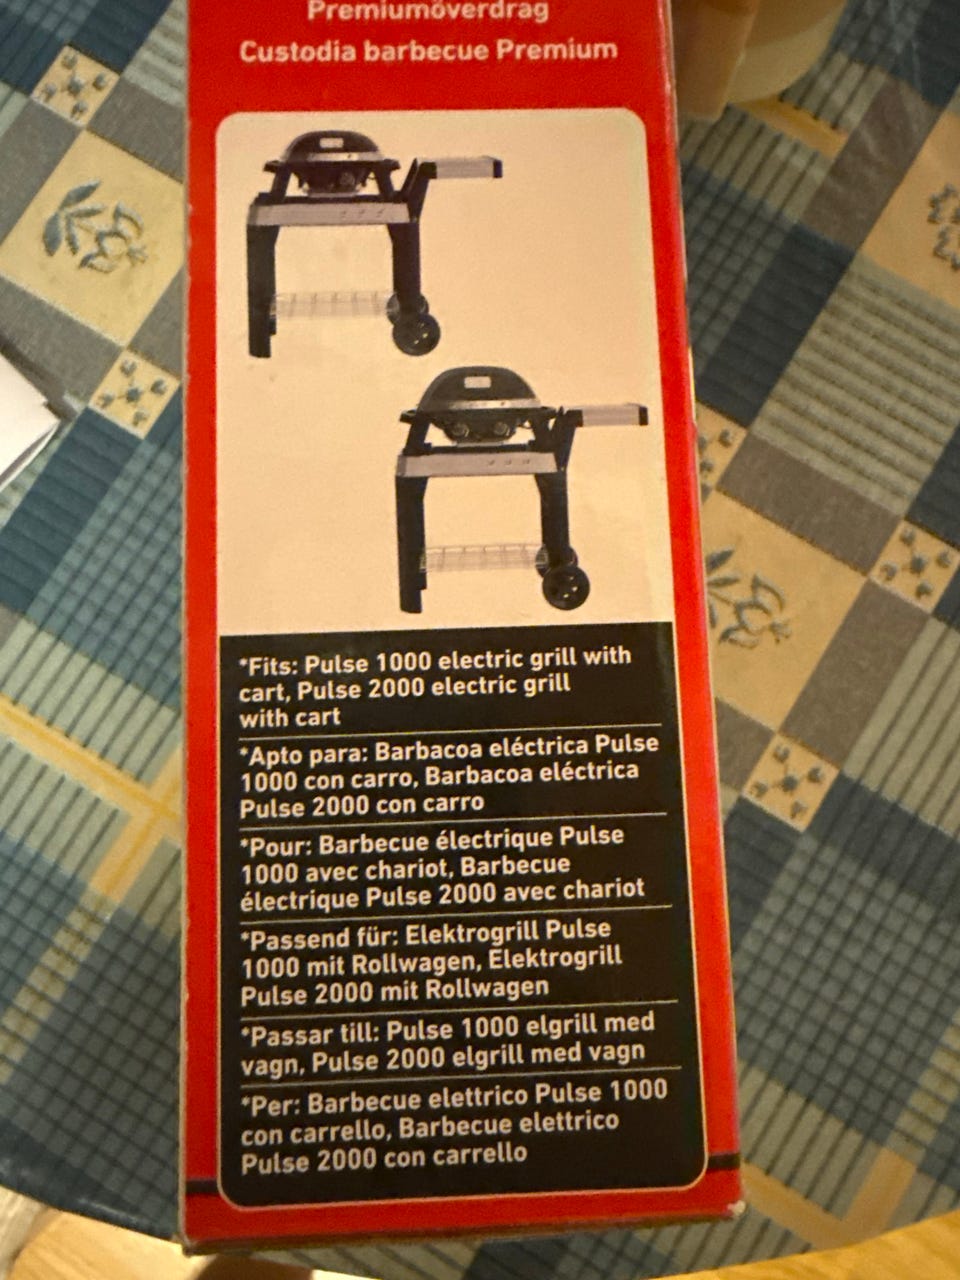 Premiumöverdrag
Custodia barbecue Premium
*Fits: Pulse 1000 electric grill with
cart, Pulse 2000 electric grill
with cart
*Apto para: Barbacoa eléctrica Pulse
1000 con carro, Barbacoa eléctrica
Pulse 2000 con carro
*Pour: Barbecue électrique Pulse
1000 avec chariot, Barbecue
électrique Pulse 2000 avec chariot
*Passend für: Elektrogrill Pulse
1000 mit Rollwagen, Elektrogrill
Pulse 2000 mit Rollwagen
*Passar till: Pulse 1000 elgrill med
vagn, Pulse 2000 elgrill med vagn
*Per: Barbecue elettrico Pulse 1000
con carrello, Barbecue elettrico
Pulse 2000 con carrello